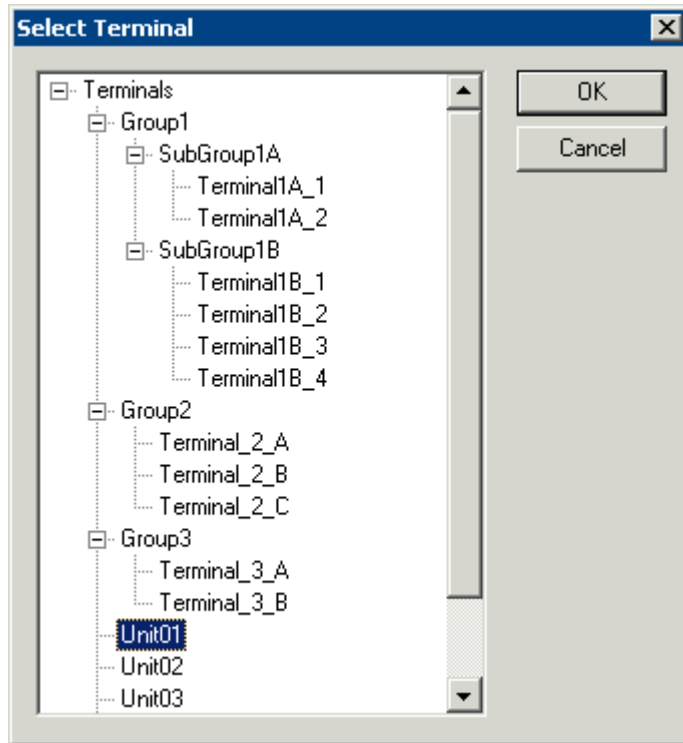 Select Terminal
Terminals
OK
Group1
Cancel
SubGroup1A
Terminal1A_1
Terminal1A_2
SubGroup1B
Terminal1B_1
Terminal1B_2
Terminal1B_3
Terminal1B_4
Group2
Terminal_2_A
Terminal_2_B
Terminal_2_C
Group3
Terminal_3_A
Terminal_3_B
Unit01
Unit02
Unit03